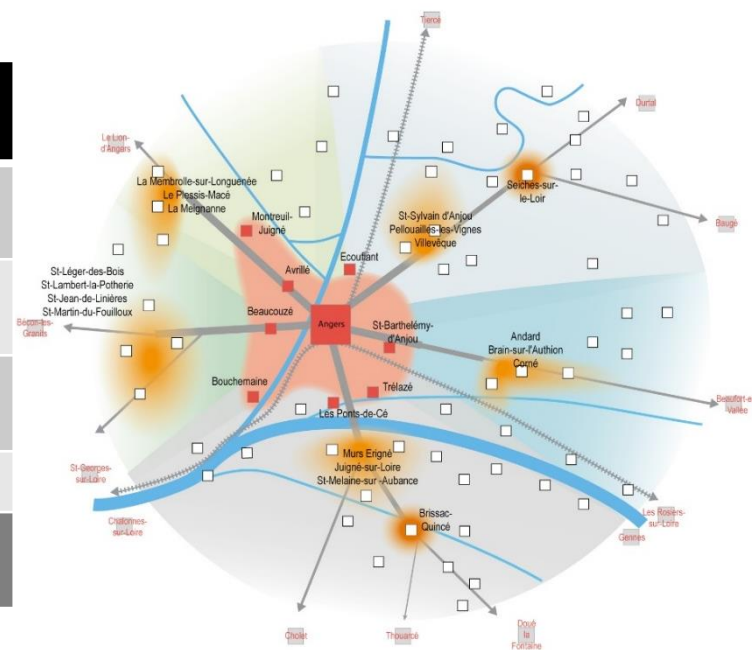 Tiercé
Durtal
Le Lion-
d'Angers
La Membrolle-sur-Longuenée
Le Plessis-Macé
La Meignanne
Seiches-sur-
le-Loir
Montreuil-
Juigné
St-Sylvain d'Anjou
Pellouailles-les-Vignes
Villevêque
Baugé
Ecouflant
Avrillé
St-Léger-des-Bois
St-Lambert-la-Potherie
St-Jean-de-Linières
St-Martin-du-Fouilloux
Beaucouzé
Angers
St-Barthelémy-
d'Anjou
Bécon-les-
Granits
Andard
Brain-sur-l'Authion
Corné
Bouchemaine
Trélazé
Beaufort-e
Vallée
Les Ponts-de-Cé
Murs Erigné
Juigné-sur-Loire
St-Melaine-sur -Aubance
St-Georges-
sur-Loire
Brissac-
Quincé
Les Rosiers-
sur-Loire
Chalonnes-
sur-Loire
Gennes
Cholet
Thouarcé
Doué
la
Fontaine